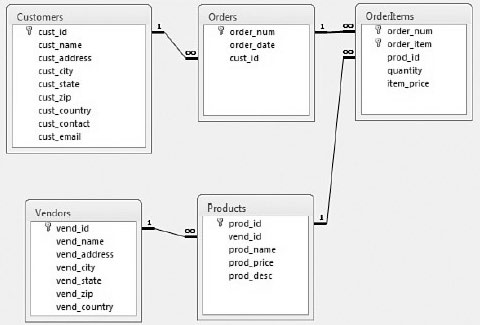 Customers
cust_id
cust_name
cust_address
cust_city
cust_state
cust_zip
cust_country
cust_contact
cust_email
1
∞
Orders
order_num
order_date
cust_id
1
∞
OrderItems
order_num
order_item
prod_id
quantity
item_price
∞
Vendors
vend_id
vend_name
vend_address
vend_city
vend_state
vend_zip
vend_country
1
∞
Products
prod_id
vend_id
prod_name
prod_price
prod_desc
1